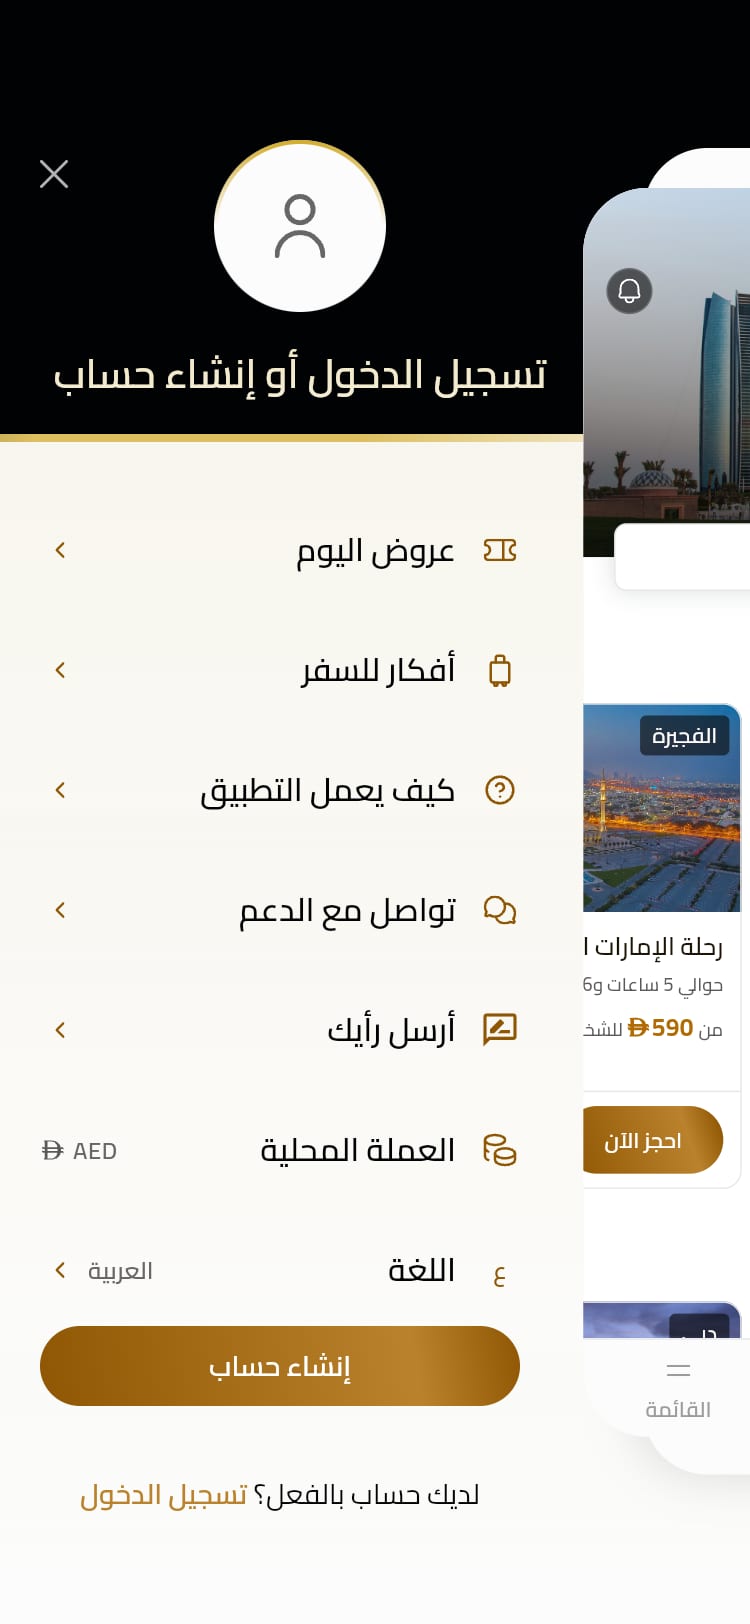 تسجيل الدخول أو إنشاء حساب
عروض اليوم
أفكار للسفر
كيف يعمل التطبيق
تواصل مع الدعم
أرسل رأيك
العملة المحلية
AED
اللغة
العربية
ع
إنشاء حساب
لديك حساب بالفعل؟ تسجيل الدخول
الفجيرة
رحلة الإمارات
حوالي 5 ساعات و6
من 590
احجز الآن
القائمة